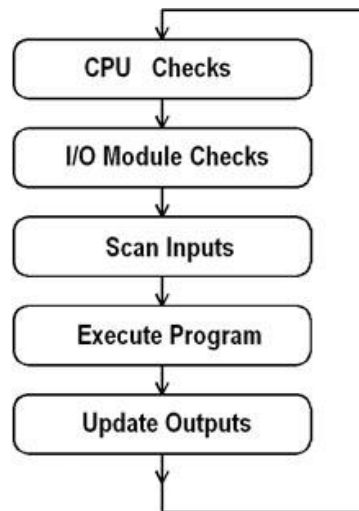 CPU Checks
I/O Module Checks
Scan Inputs
Execute Program
Update Outputs